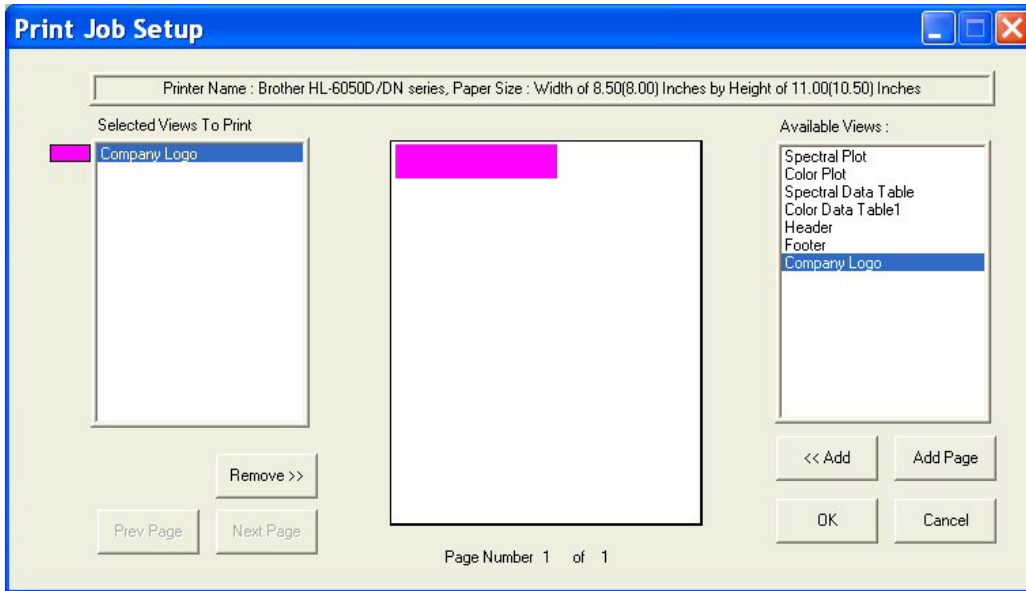 Print Job Setup
Printer Name : Brother HL-6050D/DN series, Paper Size : Width of 8.50(8.00) Inches by Height of 11.00(10.50) Inches
Selected Views To Print
Company Logo
Available Views :
Spectral Plot
Color Plot
Spectral Data Table
Color Data Table1
Header
Footer
Company Logo
<< Add
Add Page
Remove >>
Prev Page
Next Page
OK
Cancel
Page Number 1 of 1